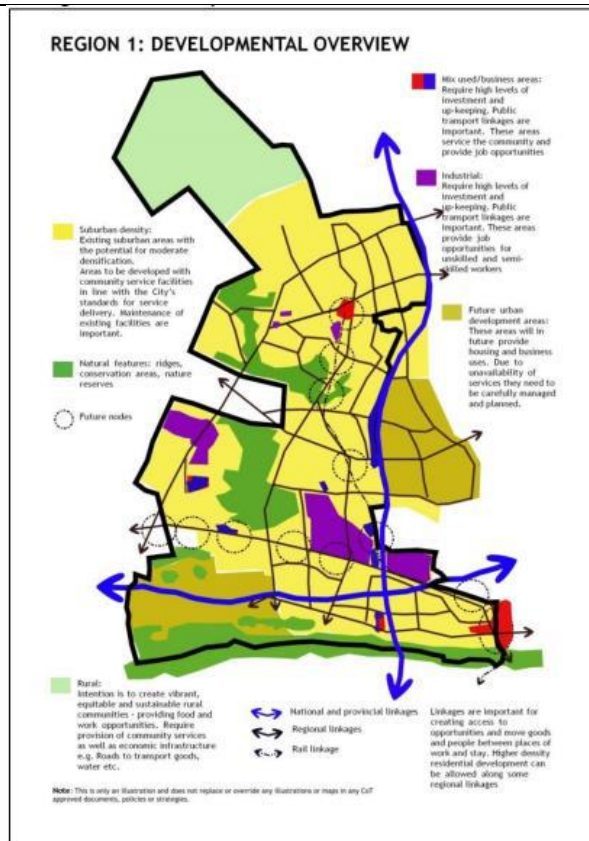 REGION 1: DEVELOPMENTAL OVERVIEW
Mix used/business areas:
Require high levels of
investment and
up-keeping. Public
transport linkages are
important. These areas
service the community and
provide job opportunities
Industrial:
Require high levels of
investment and
up-keeping. Public
transport linkages are
important. These areas
provide job
opportunities for
unskilled and semi-
skilled workers
Suburban density:
Existing suburban areas with
the potential for moderate
densification.
Areas to be developed with
community service facilities
in line with the City's
standards for service
delivery. Maintenance of
existing facilities are
important.
Future urban
development areas:
These areas will in
future provide
housing and business
uses. Due to
unavailability of
services they need to
be carefully managed
and planned.
Natural features: ridges,
conservation areas, nature
reserves
Future nodes
Rural:
Intention is to create vibrant,
equitable and sustainable rural
communities - providing food and
work opportunities. Require
provision of community services
as well as economic infrastructure
e.g. Roads to transport goods,
water etc.
National and provincial linkages
Regional linkages
Rail linkage
Linkages are important for
creating access to
opportunities and move goods
and people between places of
work and stay. Higher density
residential development can
be allowed along some
regional linkages
Note: This is only an illustration and does not replace or override any illustrations or maps in any CoT
approved documents, policies or strategies.